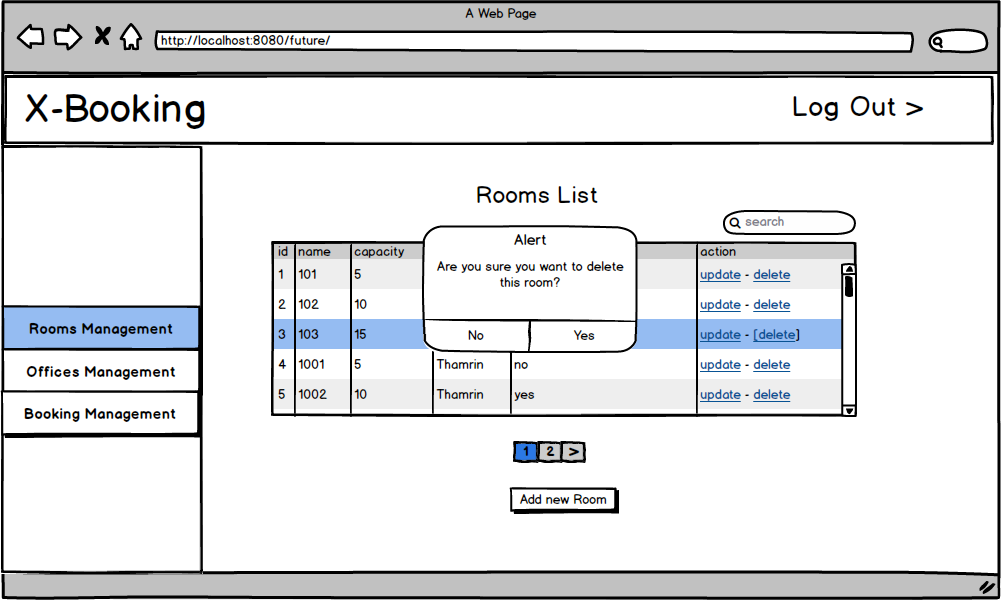 A Web Page
http://localhost:8080/future/
X-Booking
Log Out >
Rooms Management
Offices Management
Booking Management
Rooms List
search
id name capacity action
1 101 5 update - delete
2 102 10 update - delete
3 103 15 update - [delete]
4 1001 5 Thamrin no update - delete
5 1002 10 Thamrin yes update - delete
Alert
Are you sure you want to delete
this room?
No Yes
1 2 >
Add new Room